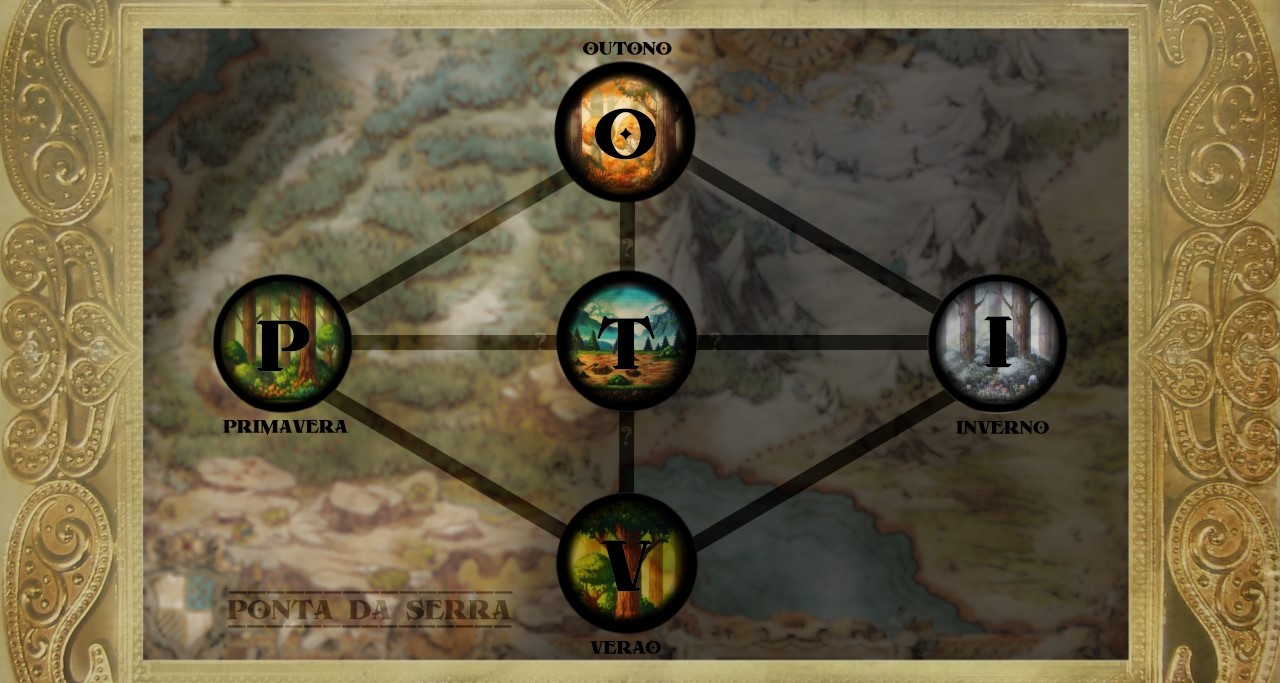 OUTONO
O
?
P
?
T
?
I
PRIMAVERA
?
INVERNO
V
PONTA DA SERRA
VERAO